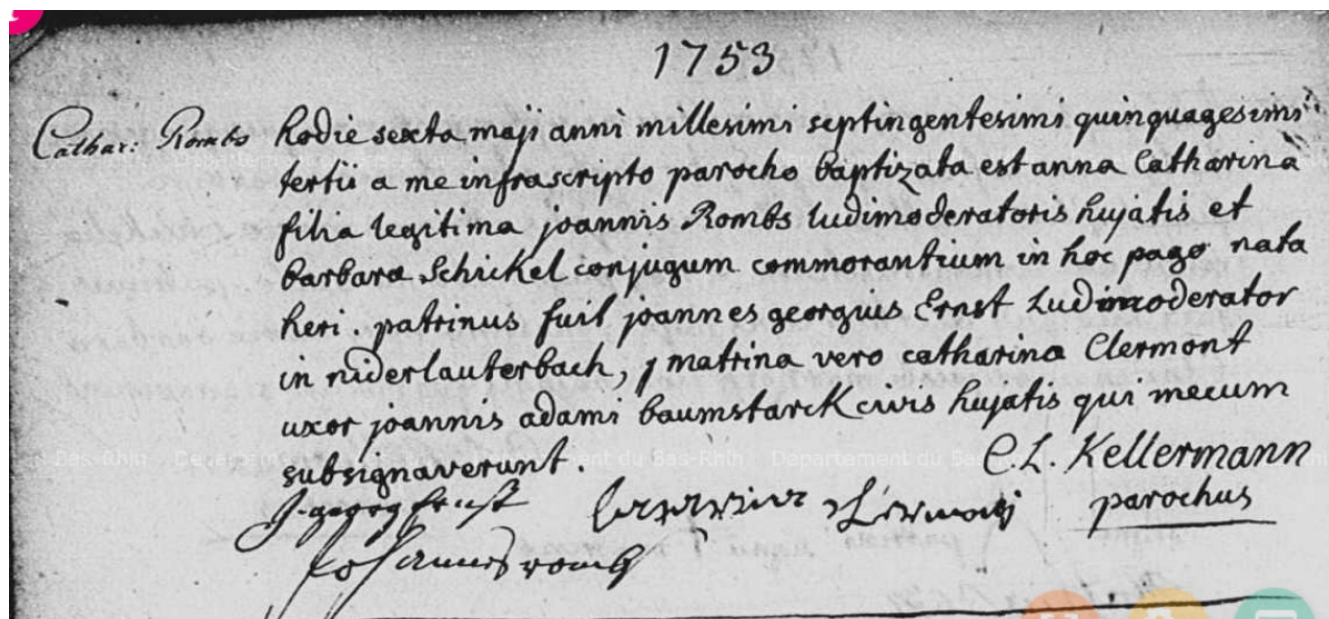 1753
Cathar: Rombs
hodie sexta maji anni millesimi septingentesimi quinquagesimi
tertii a me infrascripto parocho baptizata est anna Catharina
filia legitima joannis Rombs ludimoderatoris hujatis et
barbara Schickel conjugum commorantium in hoc pago nata
heri. patrinus fuit joannes georgius Ernst Ludimoderator
in niderlauterbach, matrina vero catharina Clermont
uxor joannis adami baumstarck civis hujatis qui mecum
subsignaverunt.
C. L. Kellermann
parochus
J. georg Ernst
Johannes romb